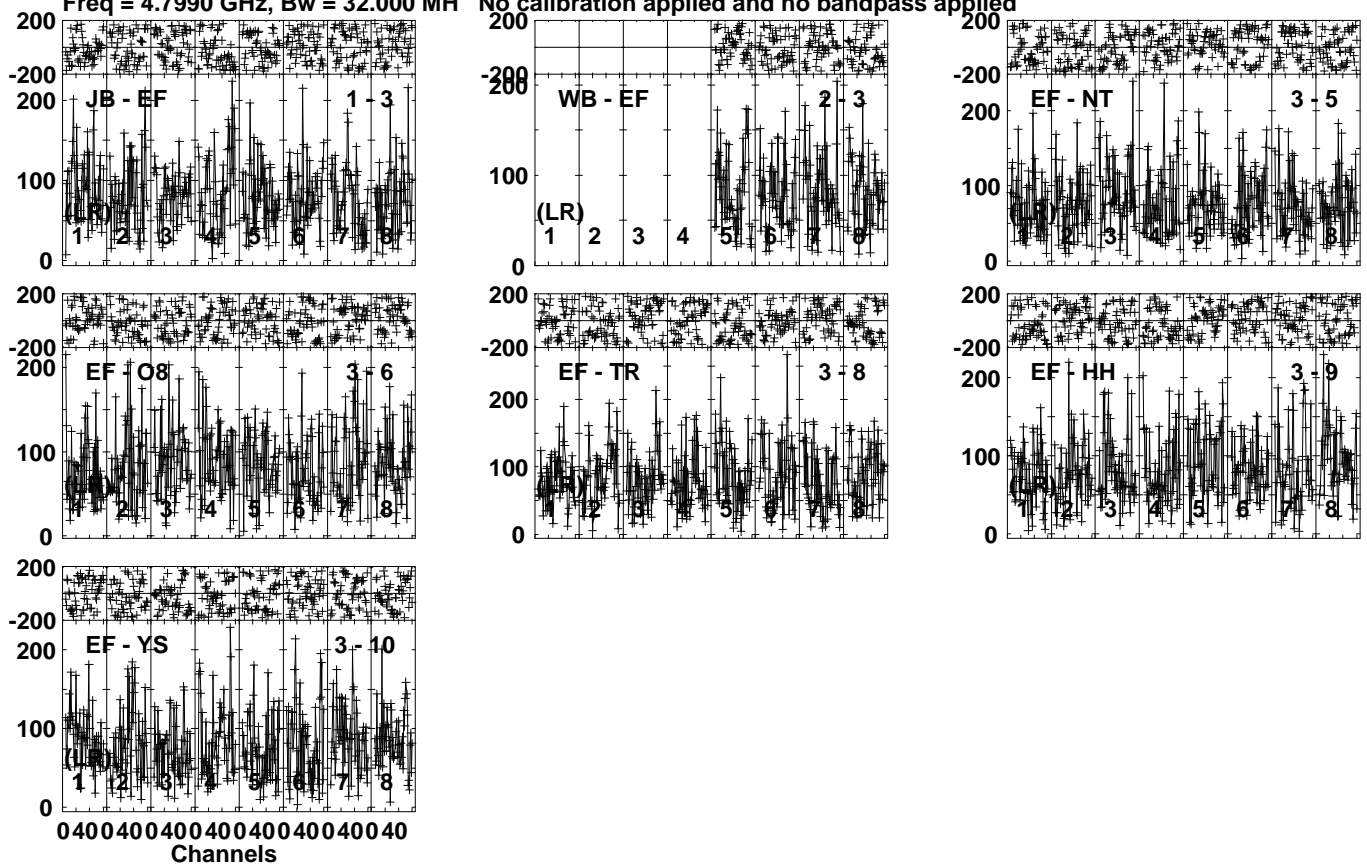 Freq = 4.7990 GHz, Bw = 32.000 MH No calibration applied and no bandpass applied
200
-200
JB - EF 1 - 3
200
100
(LR)
1 2 3 4 5 6 7 8
0
200
-200
WB - EF 2 - 3
200
100
(LR)
1 2 3 4 5 6 7 8
0
200
-200
EF - NT 3 - 5
200
100
(LR)
1 2 3 4 5 6 7 8
0
200
-200
EF - O8 3 - 6
200
100
(LR)
1 2 3 4 5 6 7 8
0
200
-200
EF - TR 3 - 8
200
100
(LR)
1 2 3 4 5 6 7 8
0
200
-200
EF - HH 3 - 9
200
100
(LR)
1 2 3 4 5 6 7 8
0
200
-200
EF - YS 3 - 10
200
100
(LR)
1 2 3 4 5 6 7 8
0
0 40 0 40 0 40 0 40 0 40 0 40 0 40 0 40
Channels